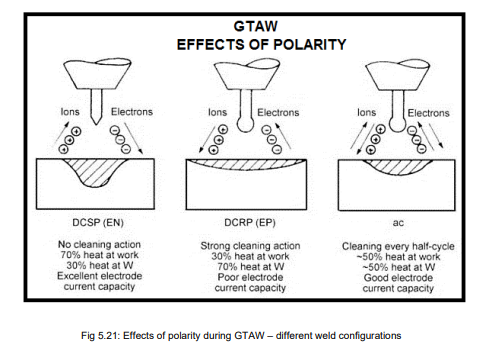 GTAW
EFFECTS OF POLARITY
Ions Electrons
Ions Electrons
Ions Electrons
DCSP (EN)
No cleaning action
70% heat at work
30% heat at W
Excellent electrode
current capacity
DCRP (EP)
Strong cleaning action
30% heat at work
70% heat at W
Poor electrode
current capacity
ac
Cleaning every half-cycle
~50% heat at work
~50% heat at W
Good electrode
current capacity
Fig 5.21: Effects of polarity during GTAW – different weld configurations